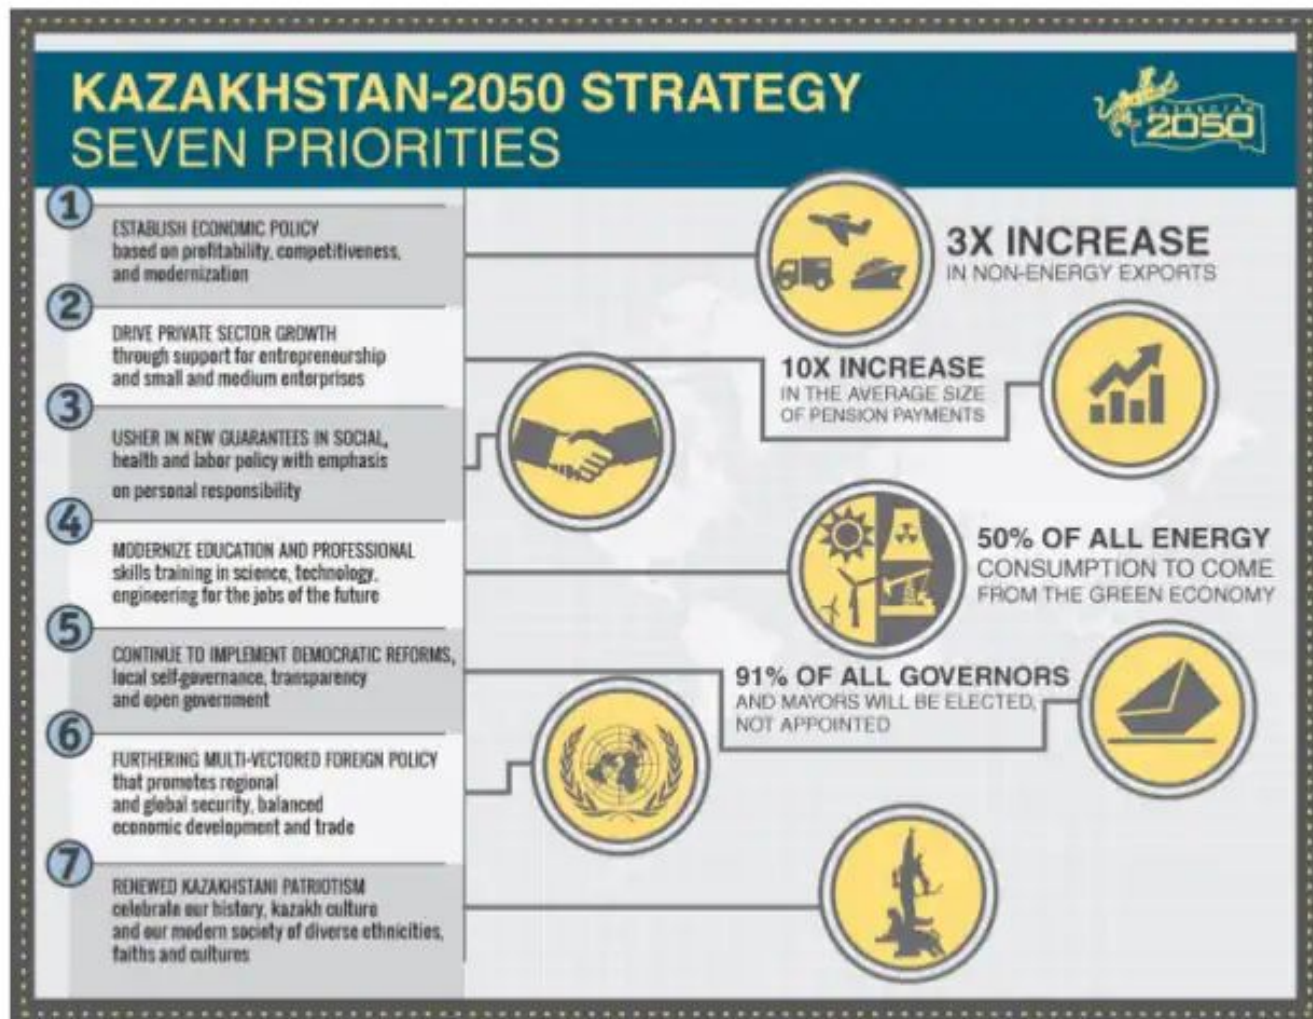 KAZAKHSTAN-2050 STRATEGY
SEVEN PRIORITIES
KAZAKSTAN
2050
1
ESTABLISH ECONOMIC POLICY
based on profitability, competitiveness,
and modernization
2
DRIVE PRIVATE SECTOR GROWTH
through support for entrepreneurship
and small and medium enterprises
3
USHER IN NEW GUARANTEES IN SOCIAL,
health and labor policy with emphasis
on personal responsibility
4
MODERNIZE EDUCATION AND PROFESSIONAL
skills training in science, technology,
engineering for the jobs of the future
5
CONTINUE TO IMPLEMENT DEMOCRATIC REFORMS,
local self-governance, transparency
and open government
6
FURTHERING MULTI-VECTORED FOREIGN POLICY
that promotes regional
and global security, balanced
economic development and trade
7
RENEWED KAZAKHSTANI PATRIOTISM
celebrate our history, kazakh culture
and our modern society of diverse ethnicities,
faiths and cultures
3X INCREASE
IN NON-ENERGY EXPORTS
10X INCREASE
IN THE AVERAGE SIZE
OF PENSION PAYMENTS
50% OF ALL ENERGY
CONSUMPTION TO COME
FROM THE GREEN ECONOMY
91% OF ALL GOVERNORS
AND MAYORS WILL BE ELECTED,
NOT APPOINTED